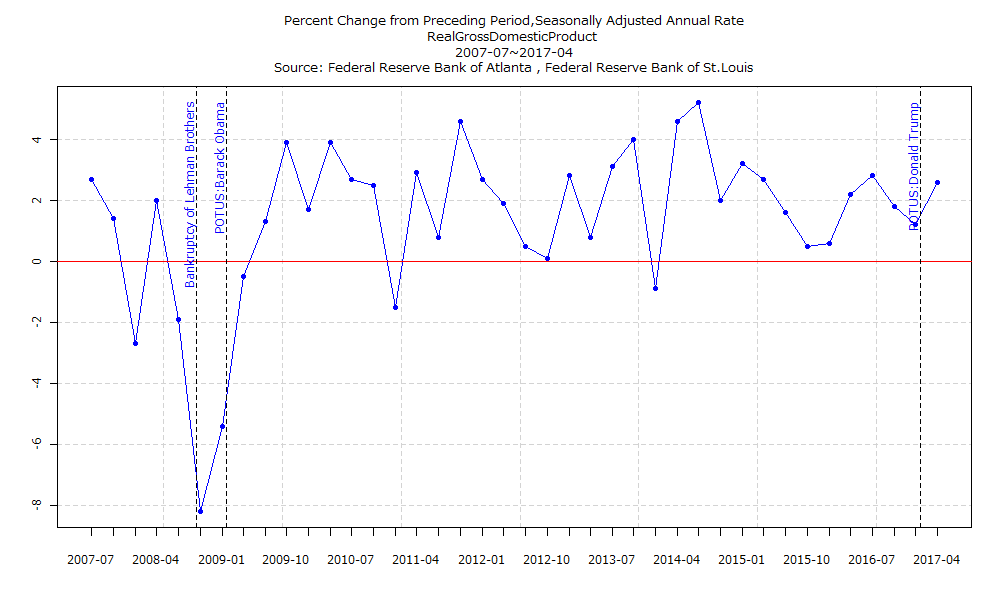 Percent Change from Preceding Period,Seasonally Adjusted Annual Rate
RealGrossDomesticProduct
2007-07~2017-04
Source: Federal Reserve Bank of Atlanta , Federal Reserve Bank of St.Louis
Bankruptcy of Lehman Brothers
POTUS:Barack Obama
POTUS:Donald Trump
4
2
0
-2
-4
-6
-8
2007-07 2008-04 2009-01 2009-10 2010-07 2011-04 2012-01 2012-10 2013-07 2014-04 2015-01 2015-10 2016-07 2017-04